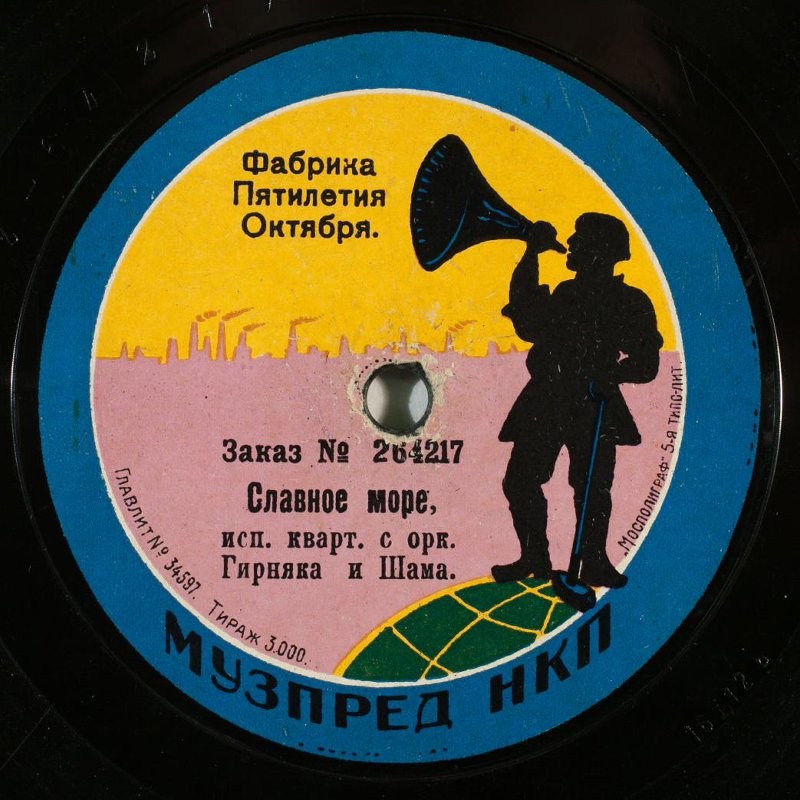 Фабрика
Пятилетия
Октября.
Заказ № 264217
Славное море,
исп. кварт. с орк.
Гирняка и Шама.
Главлит № 34597. Тираж 3.000.
„Мосполиграф" 5-я типо-лит.
МУЗПРЕД НКП